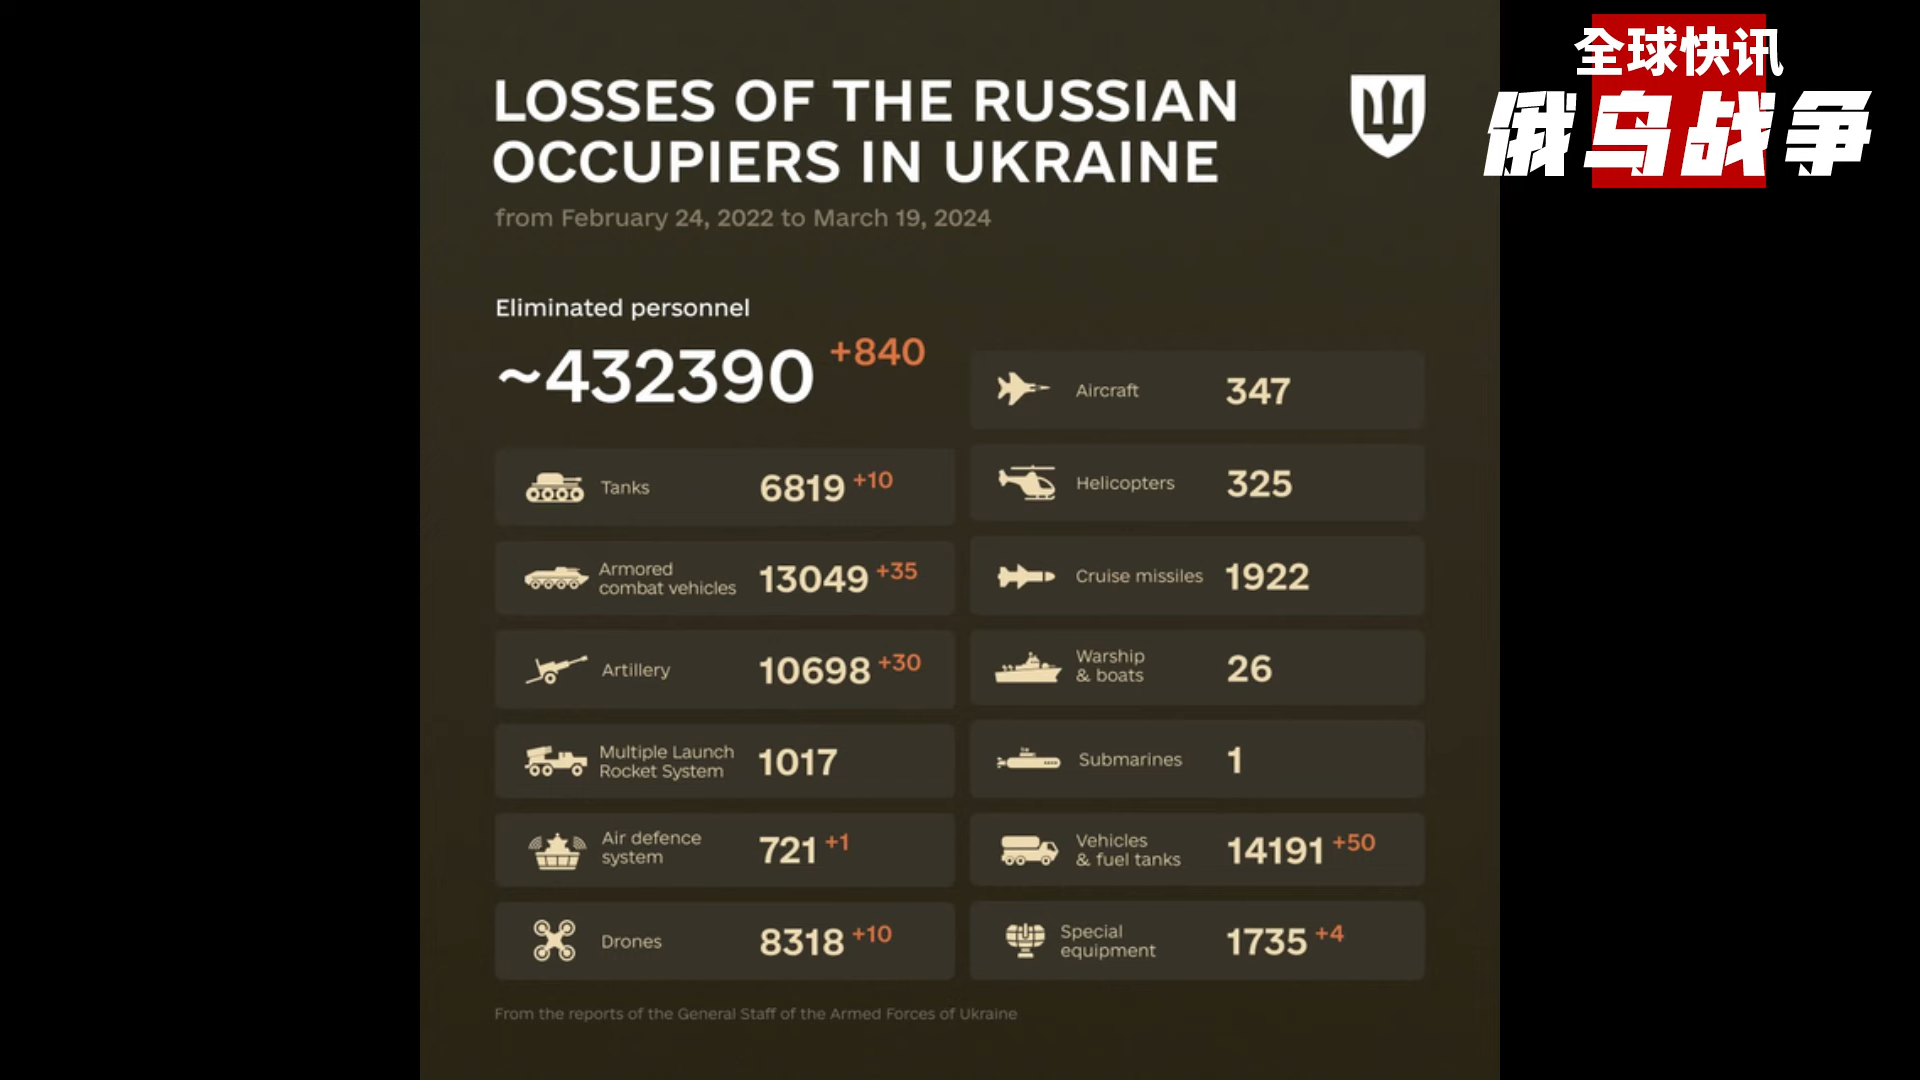 LOSSES OF THE RUSSIAN
OCCUPIERS IN UKRAINE
from February 24, 2022 to March 19, 2024
全球快讯
俄乌战争
Eliminated personnel
~432390 +840
Tanks 6819 +10
Armored
combat vehicles 13049 +35
Artillery 10698 +30
Multiple Launch
Rocket System 1017
Air defence
system 721 +1
Drones 8318 +10
Aircraft 347
Helicopters 325
Cruise missiles 1922
Warship
& boats 26
Submarines 1
Vehicles
& fuel tanks 14191 +50
Special
equipment 1735 +4
From the reports of the General Staff of the Armed Forces of Ukraine